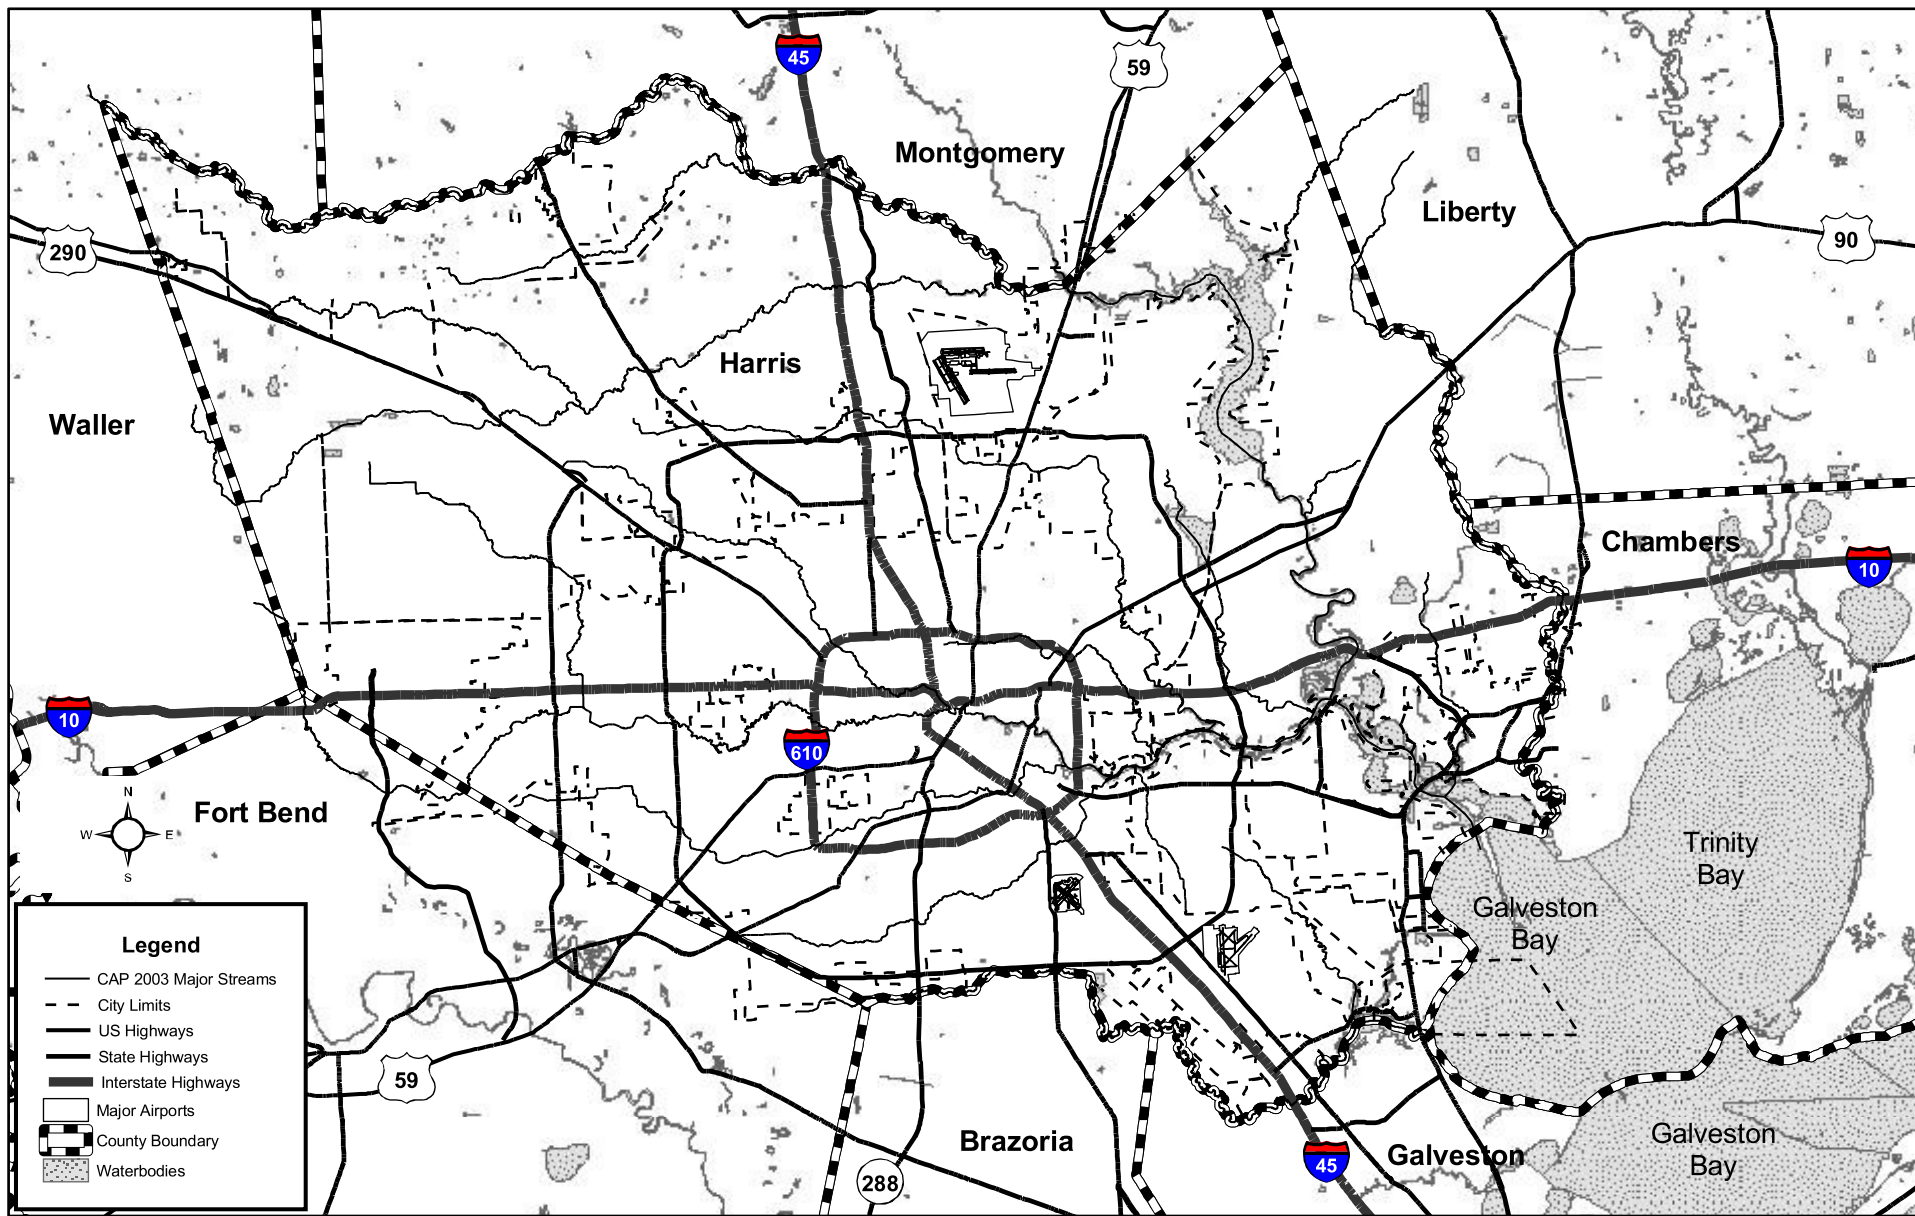 45
59
Montgomery
Liberty
290
90
Harris
Waller
Chambers
10
10
610
Fort Bend
N
W
E
S
Trinity
Bay
Galveston
Bay
Legend
CAP 2003 Major Streams
City Limits
US Highways
State Highways
Interstate Highways
Major Airports
County Boundary
Waterbodies
59
Brazoria
288
45
Galveston
Galveston
Bay